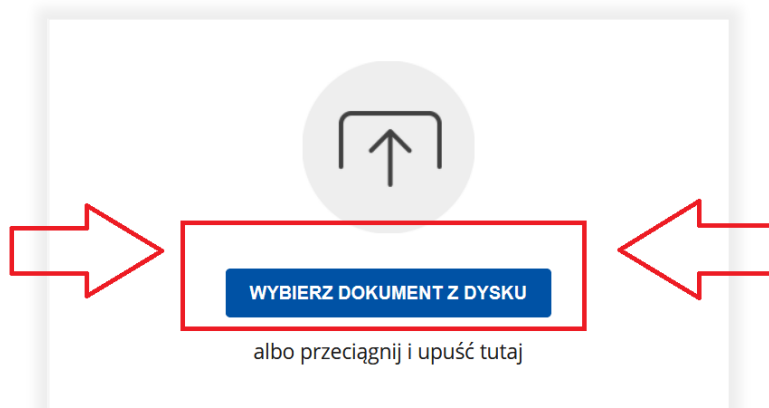 WYBIERZ DOKUMENT Z DYSKU
albo przeciągnij i upuść tutaj